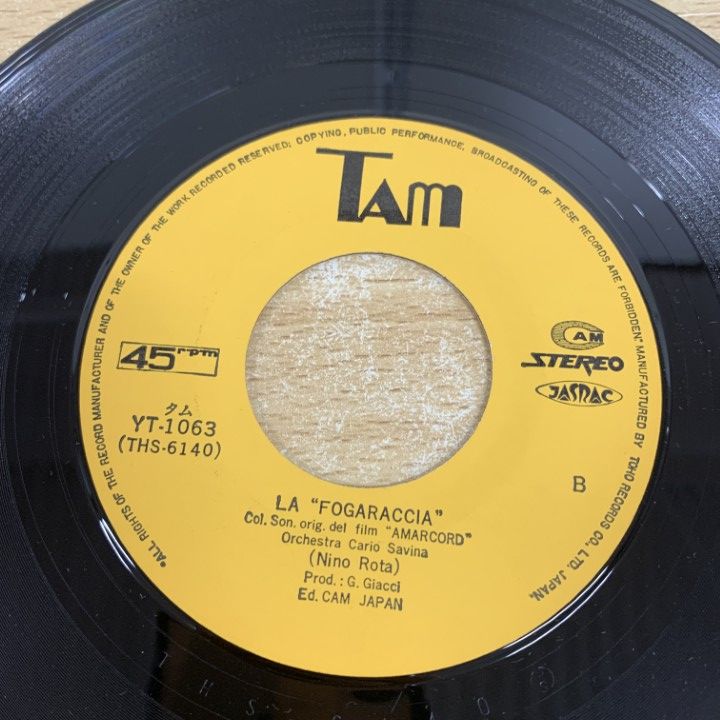 *ALL RIGHTS OF THE RECORD MANUFACTURER AND OF THE OWNER OF THE WORK RECORDED RESERVED; COPYING, PUBLIC PERFORMANCE, BROADCASTING OF THESE RECORDS ARE FORBIDDEN* MANUFACTURED BY TOHO RECORDS CO., LTD. JAPAN.
TAM
45 rpm
CAM
STEREO
JASRAC
タム
YT-1063
(THS-6140)
B
LA "FOGARACCIA"
Col. Son. orig. del film "AMARCORD"
Orchestra Cario Savina
(Nino Rota)
Prod.: G. Giacci
Ed. CAM JAPAN